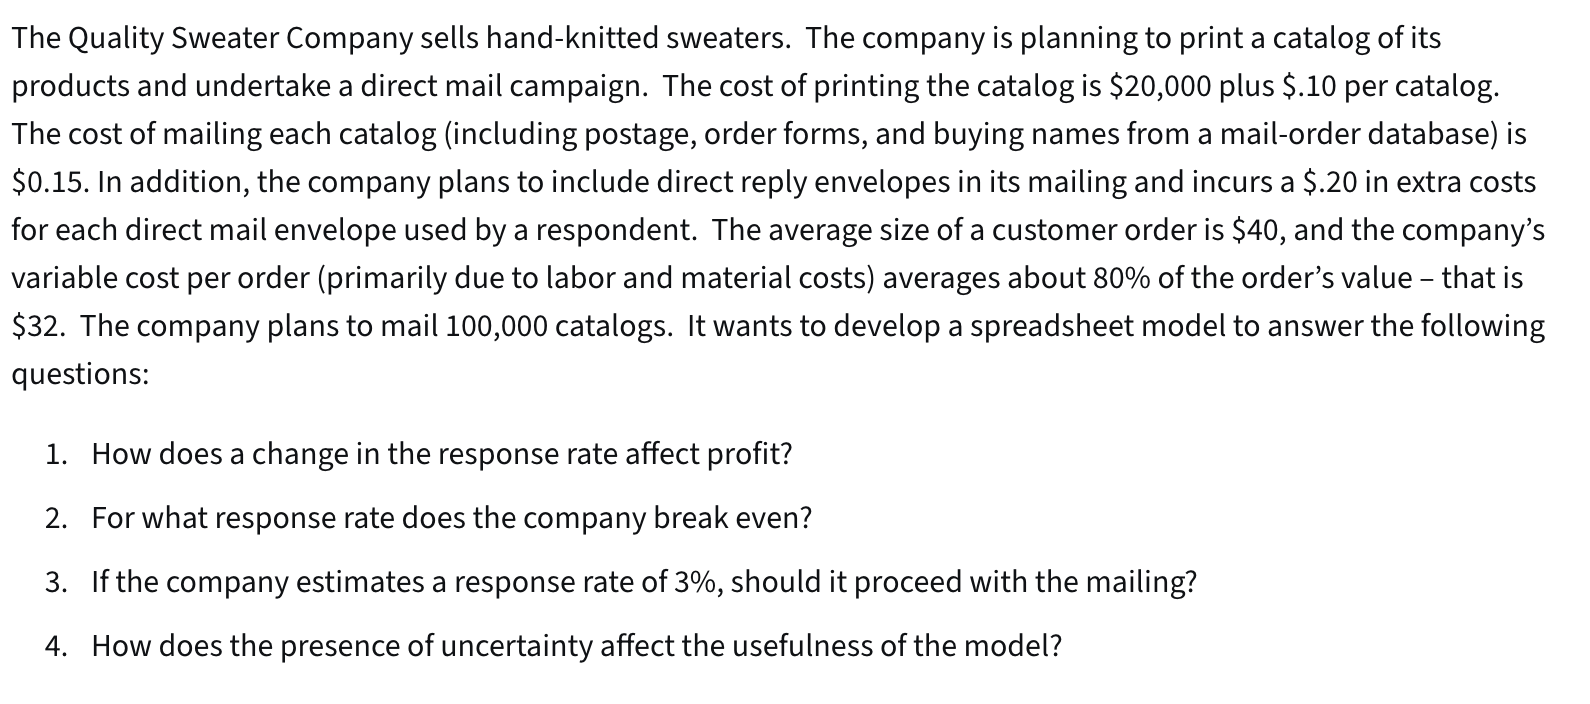 The Quality Sweater Company sells hand-knitted sweaters.  The company is planning to print a catalog of its
products and undertake a direct mail campaign.  The cost of printing the catalog is $20,000 plus $.10 per catalog.
The cost of mailing each catalog (including postage, order forms, and buying names from a mail-order database) is
$0.15. In addition, the company plans to include direct reply envelopes in its mailing and incurs a $.20 in extra costs
for each direct mail envelope used by a respondent.  The average size of a customer order is $40, and the company’s
variable cost per order (primarily due to labor and material costs) averages about 80% of the order’s value – that is
$32.  The company plans to mail 100,000 catalogs.  It wants to develop a spreadsheet model to answer the following
questions:
1. How does a change in the response rate affect profit?
2. For what response rate does the company break even?
3. If the company estimates a response rate of 3%, should it proceed with the mailing?
4. How does the presence of uncertainty affect the usefulness of the model?